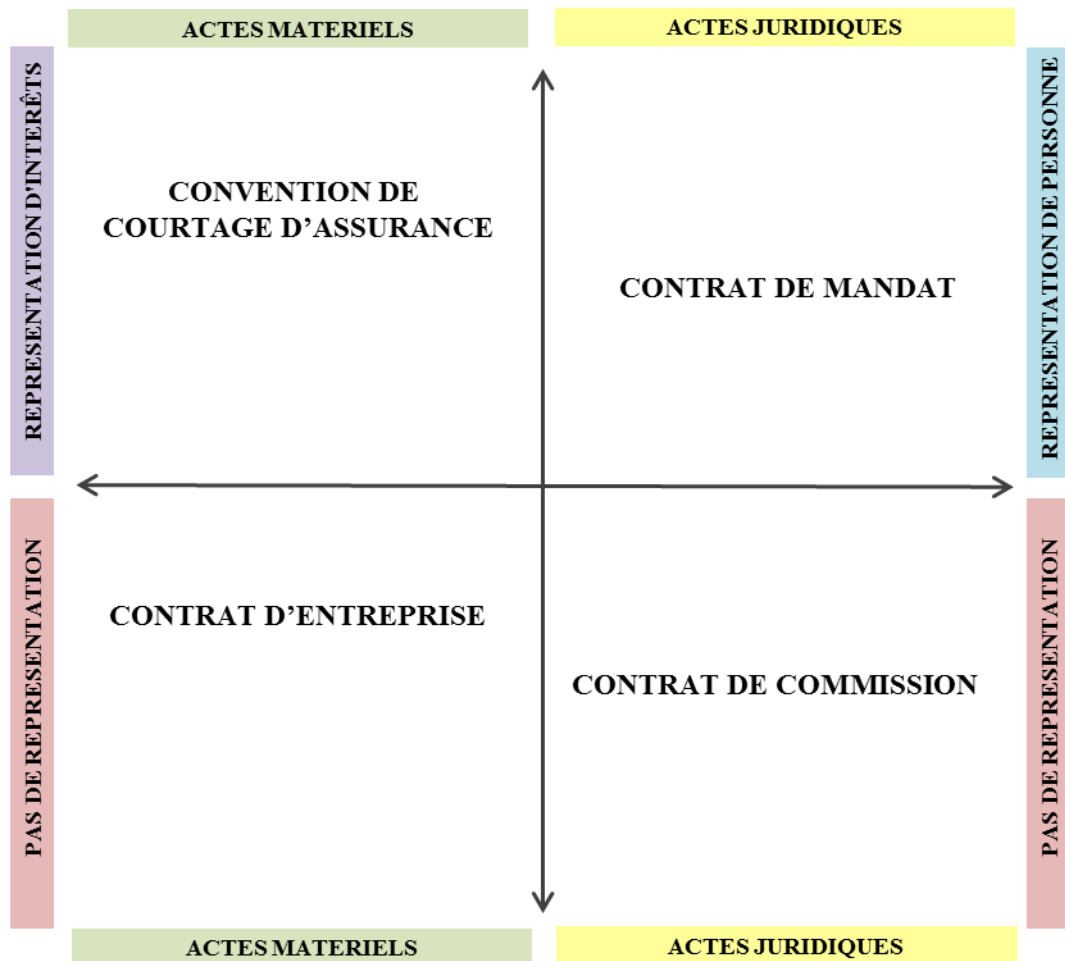 ACTES MATERIELS
ACTES JURIDIQUES
REPRESENTATION D'INTERÊTS
REPRESENTATION DE PERSONNE
CONVENTION DE
COURTAGE D’ASSURANCE
CONTRAT DE MANDAT
PAS DE REPRESENTATION
PAS DE REPRESENTATION
CONTRAT D’ENTREPRISE
CONTRAT DE COMMISSION
ACTES MATERIELS
ACTES JURIDIQUES